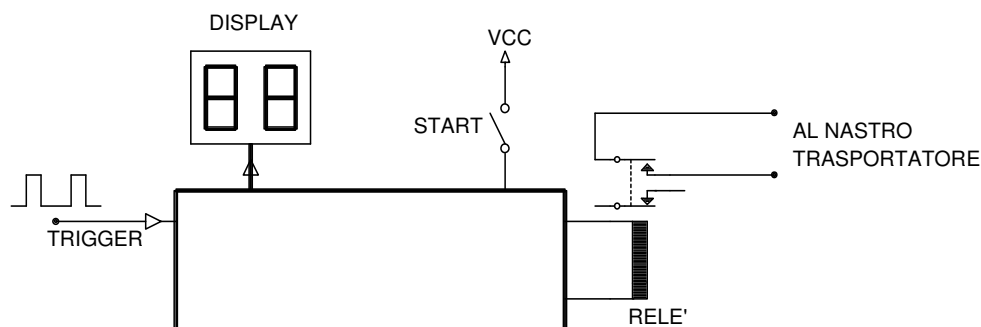 DISPLAY
VCC
START
AL NASTRO
TRASPORTATORE
TRIGGER
RELE'